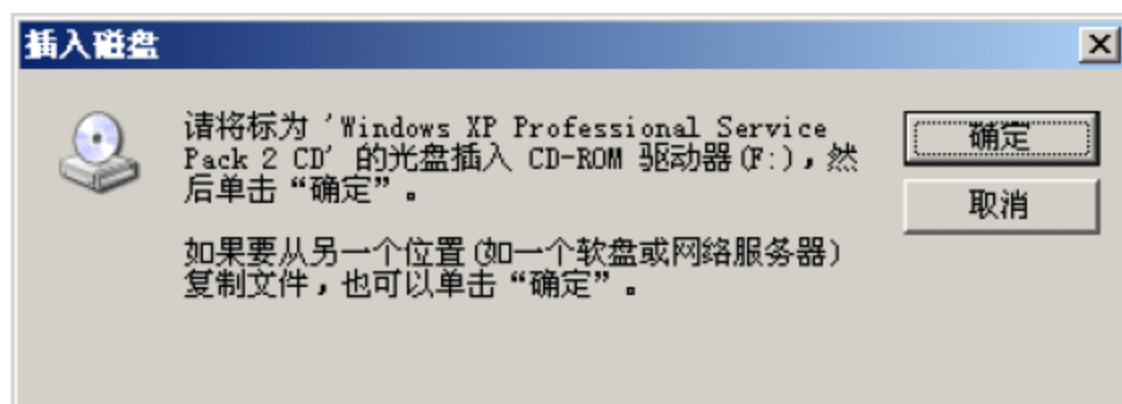 插入磁盘
请将标为 'Windows XP Professional Service
Pack 2 CD' 的光盘插入 CD-ROM 驱动器(F:)，然
后单击“确定”。
如果要从另一个位置(如一个软盘或网络服务器)
复制文件，也可以单击“确定”。
确定
取消